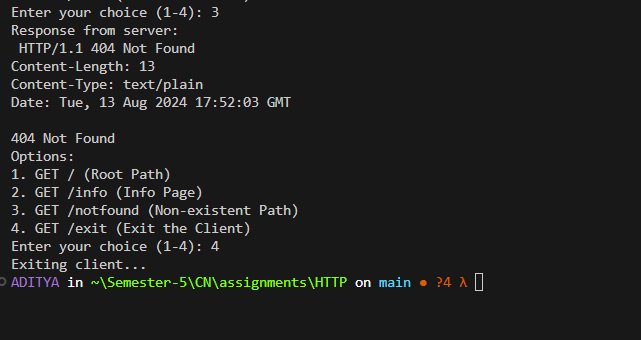 Enter your choice (1-4): 3
Response from server:
 HTTP/1.1 404 Not Found
Content-Length: 13
Content-Type: text/plain
Date: Tue, 13 Aug 2024 17:52:03 GMT

404 Not Found
Options:
1. GET / (Root Path)
2. GET /info (Info Page)
3. GET /notfound (Non-existent Path)
4. GET /exit (Exit the Client)
Enter your choice (1-4): 4
Exiting client...
ADITYA in ~\Semester-5\CN\assignments\HTTP on main ● ?4 λ